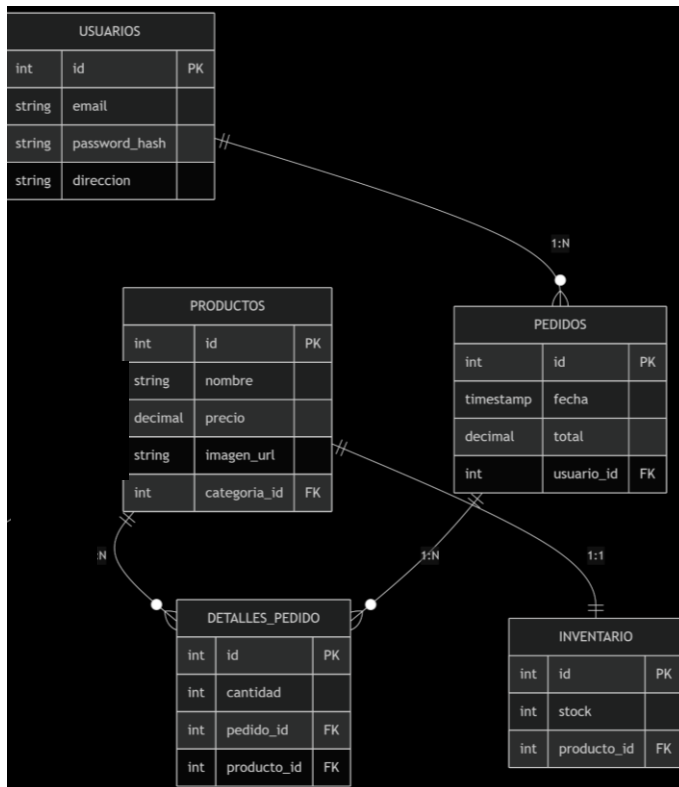 USUARIOS
int id PK
string email
string password_hash
string direccion
1:N
PRODUCTOS
int id PK
string nombre
decimal precio
string imagen_url
int categoria_id FK
PEDIDOS
int id PK
timestamp fecha
decimal total
int usuario_id FK
:N
1:N
1:1
DETALLES_PEDIDO
int id PK
int cantidad
int pedido_id FK
int producto_id FK
INVENTARIO
int id PK
int stock
int producto_id FK